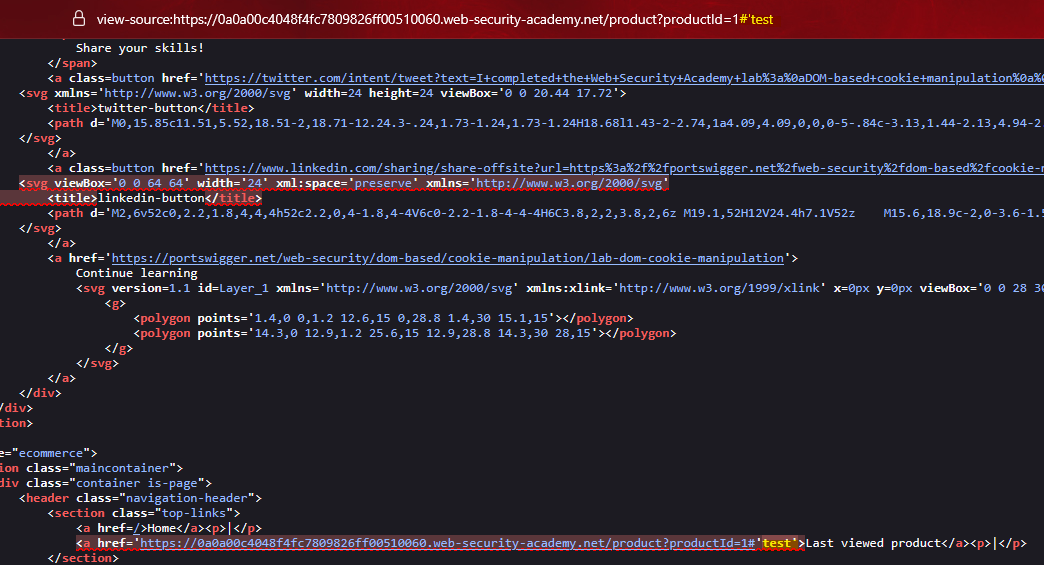 view-source:https://0a0a00c4048f4fc7809826ff00510060.web-security-academy.net/product?productId=1#'test
Share your skills!
</span>
<a class=button href='https://twitter.com/intent/tweet?text=I+completed+the+Web+Security+Academy+lab%3a%0aDOM-based+cookie+manipulation%0a%0
<svg xmlns='http://www.w3.org/2000/svg' width=24 height=24 viewBox='0 0 20.44 17.72'>
<title>twitter-button</title>
<path d='M0,15.85c11.51,5.52,18.51-2,18.71-12.24.3-.24,1.73-1.24,1.73-1.24H18.68l1.43-2-2.74,1a4.09,4.09,0,0,0-5-.84c-3.13,1.44-2.13,4.94-2
</svg>
</a>
<a class=button href='https://www.linkedin.com/sharing/share-offsite?url=https%3a%2f%2fportswigger.net%2fweb-security%2fdom-based%2fcookie-m
<svg viewBox='0 0 64 64' width='24' xml:space='preserve' xmlns='http://www.w3.org/2000/svg'
<title>linkedin-button</title>
<path d='M2,6v52c0,2.2,1.8,4,4,4h52c2.2,0,4-1.8,4-4V6c0-2.2-1.8-4-4-4H6C3.8,2,2,3.8,2,6z M19.1,52H12V24.4h7.1V52z    M15.6,18.9c-2,0-3.6-1.5
</svg>
</a>
<a href='https://portswigger.net/web-security/dom-based/cookie-manipulation/lab-dom-cookie-manipulation'>
Continue learning
<svg version=1.1 id=Layer_1 xmlns='http://www.w3.org/2000/svg' xmlns:xlink='http://www.w3.org/1999/xlink' x=0px y=0px viewBox='0 0 28 30
<g>
<polygon points='1.4,0 0,1.2 12.6,15 0,28.8 1.4,30 15.1,15'></polygon>
<polygon points='14.3,0 12.9,1.2 25.6,15 12.9,28.8 14.3,30 28,15'></polygon>
</g>
</svg>
</a>
</div>
/div>
tion>
e="ecommerce">
ion class="maincontainer">
div class="container is-page">
<header class="navigation-header">
<section class="top-links">
<a href=/>Home</a><p>|</p>
<a href='https://0a0a00c4048f4fc7809826ff00510060.web-security-academy.net/product?productId=1#'test'>Last viewed product</a><p>|</p>
</section>